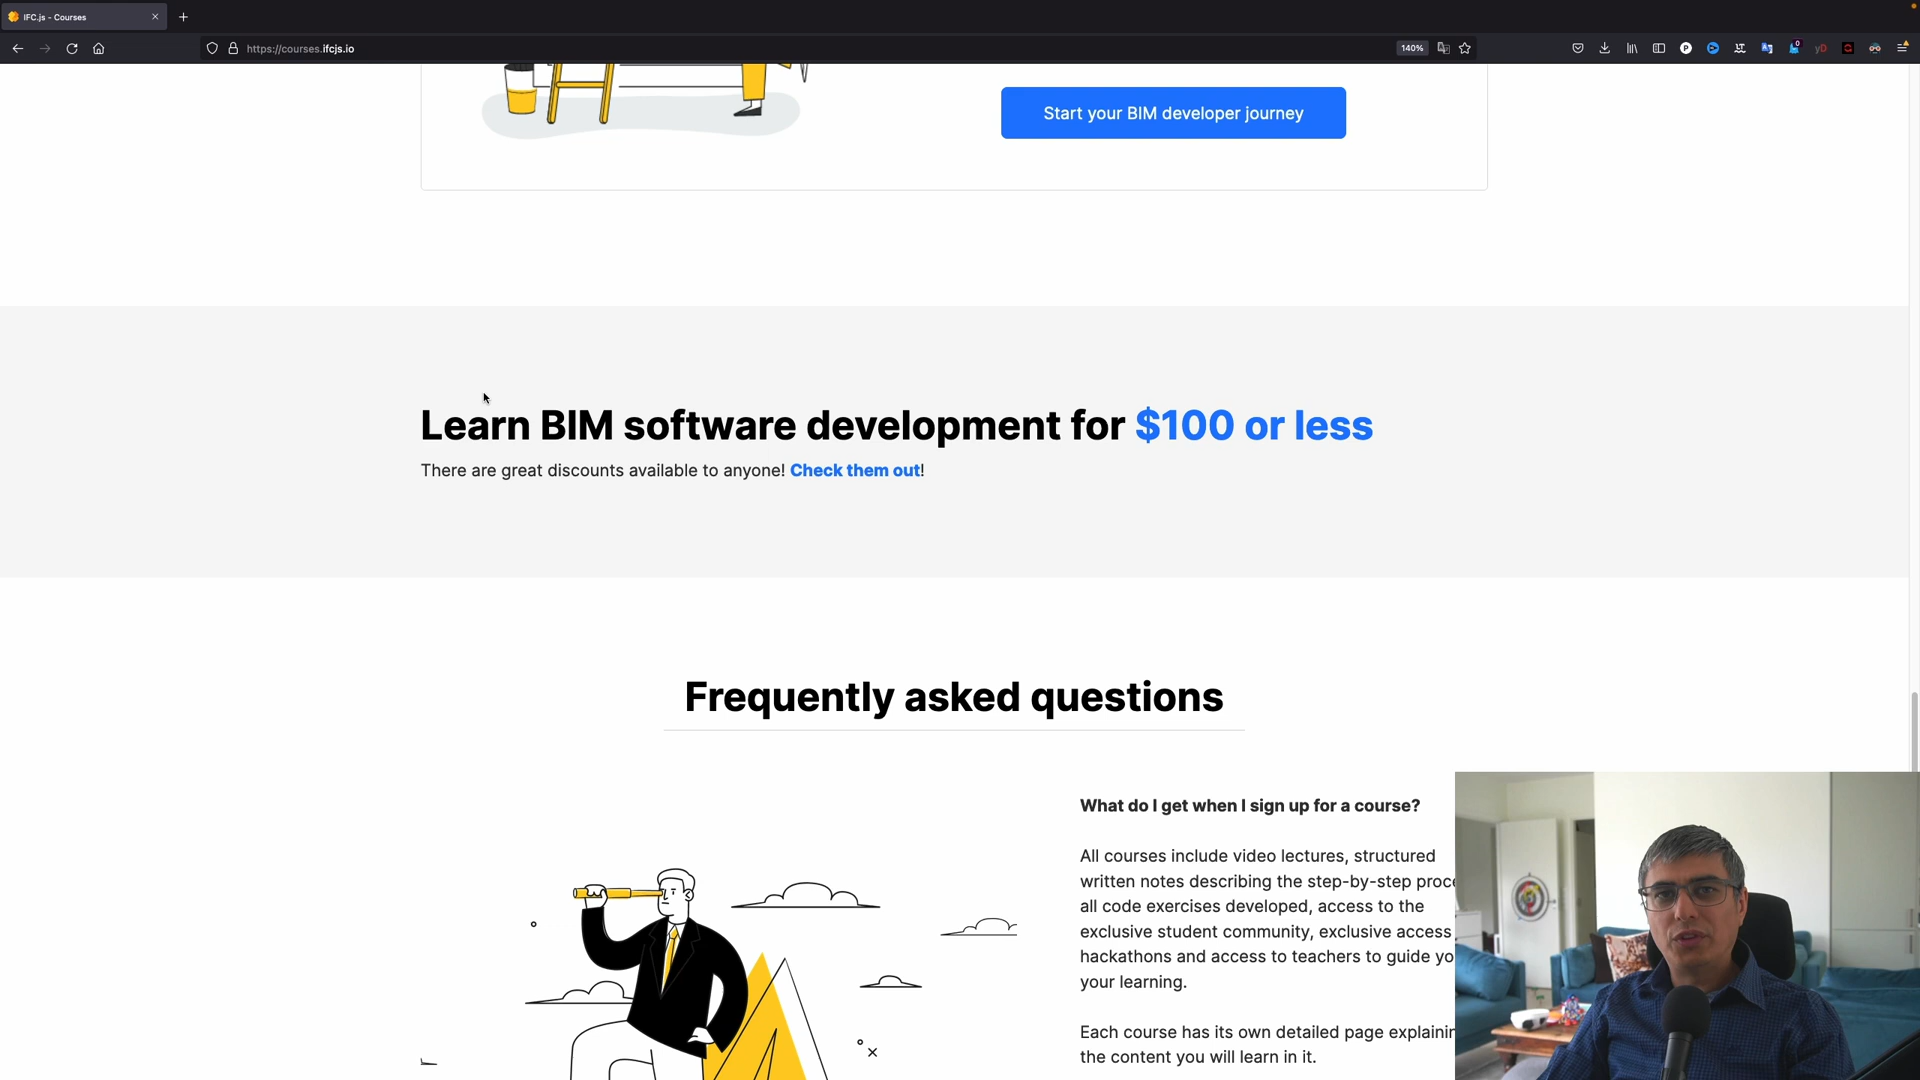 IFC.js - Courses
https://courses.ifcjs.io
140%
Start your BIM developer journey
Learn BIM software development for $100 or less
There are great discounts available to anyone! Check them out!
Frequently asked questions
What do I get when I sign up for a course?
All courses include video lectures, structured
written notes describing the step-by-step proc
all code exercises developed, access to the
exclusive student community, exclusive access
hackathons and access to teachers to guide yo
your learning.
Each course has its own detailed page explainin
the content you will learn in it.